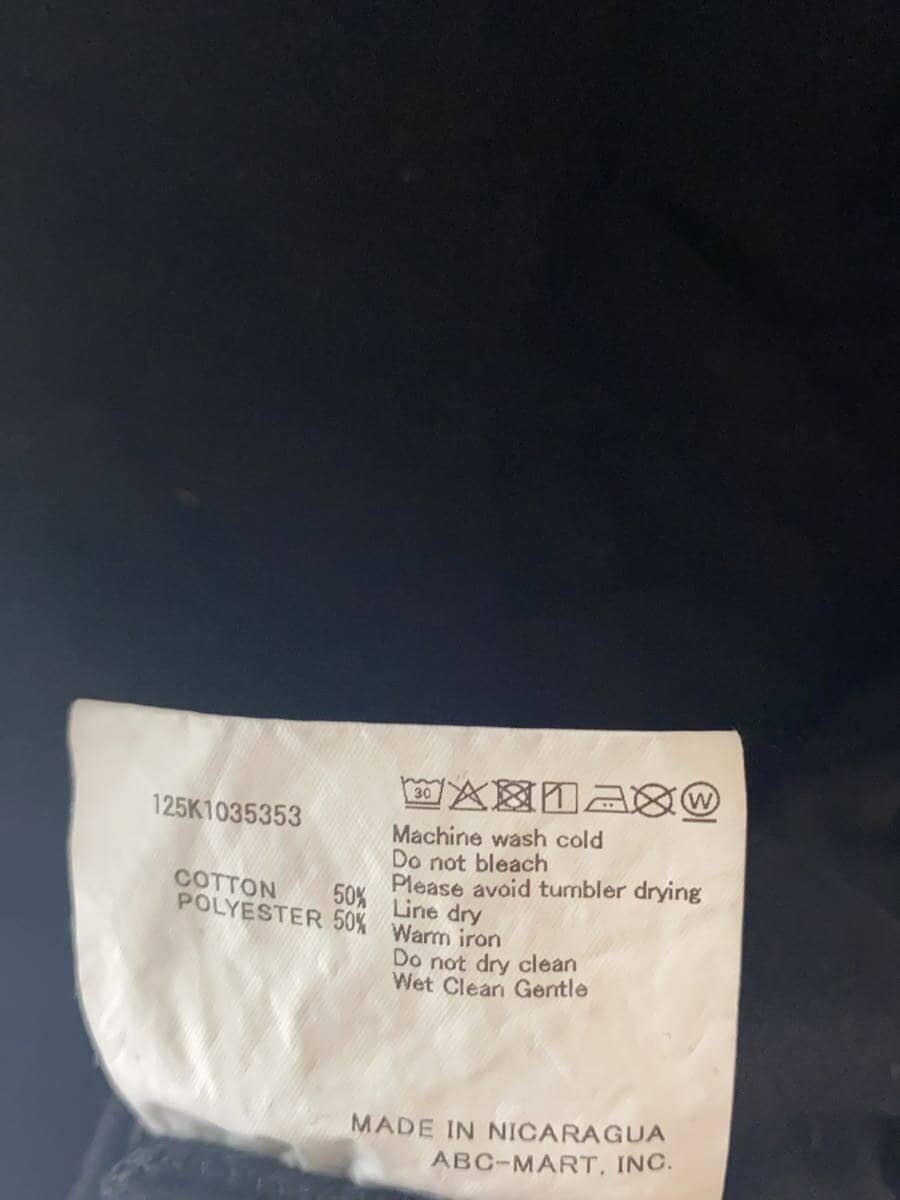 125K1035353
COTTON 50%
POLYESTER 50%
30 W
Machine wash cold
Do not bleach
Please avoid tumbler drying
Line dry
Warm iron
Do not dry clean
Wet Clean Gentle
MADE IN NICARAGUA
ABC-MART, INC.